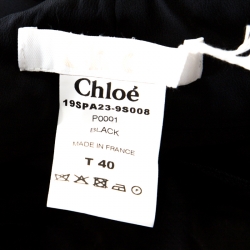 Chloé
19SPA23-9S008
P0001
BLACK
MADE IN FRANCE
T 40